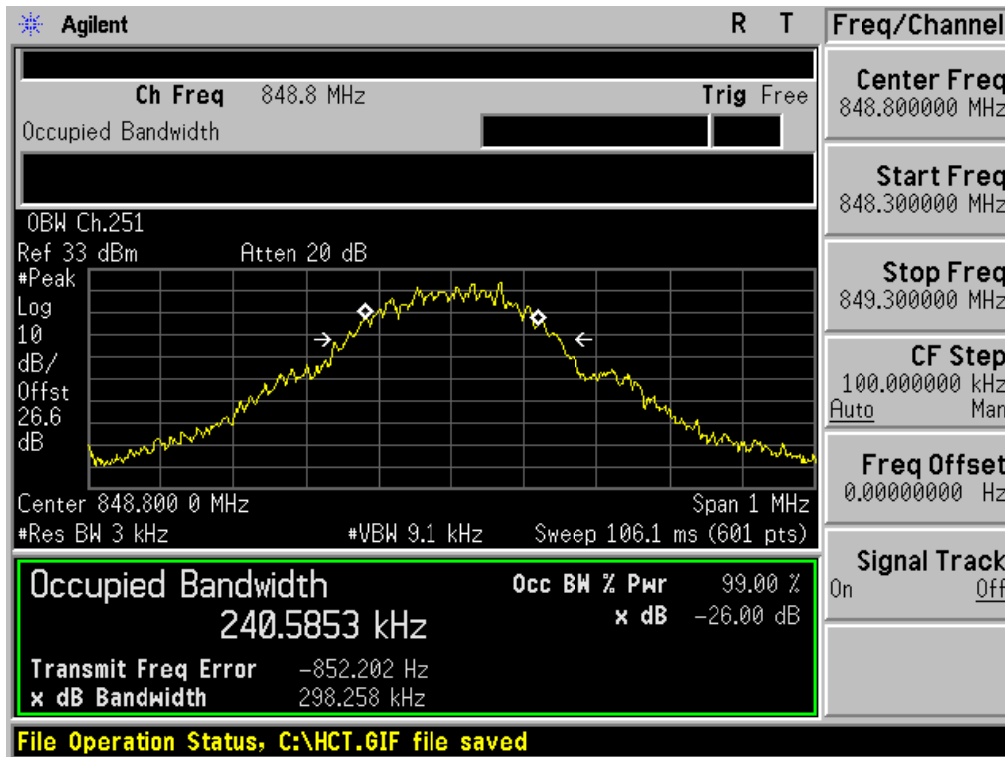 Agilent R T
Ch Freq 848.8 MHz Trig Free
Occupied Bandwidth
OBW Ch.251
Ref 33 dBm Atten 20 dB
#Peak
Log
10
dB/
Offst
26.6
dB
Center 848.800 0 MHz Span 1 MHz
#Res BW 3 kHz #VBW 9.1 kHz Sweep 106.1 ms (601 pts)
Occupied Bandwidth Occ BW % Pwr 99.00 %
240.5853 kHz x dB -26.00 dB
Transmit Freq Error -852.202 Hz
x dB Bandwidth 298.258 kHz
File Operation Status, C:\HCT.GIF file saved
Freq/Channel
Center Freq
848.800000 MHz
Start Freq
848.300000 MHz
Stop Freq
849.300000 MHz
CF Step
100.000000 kHz
Auto Man
Freq Offset
0.00000000 Hz
Signal Track
On Off